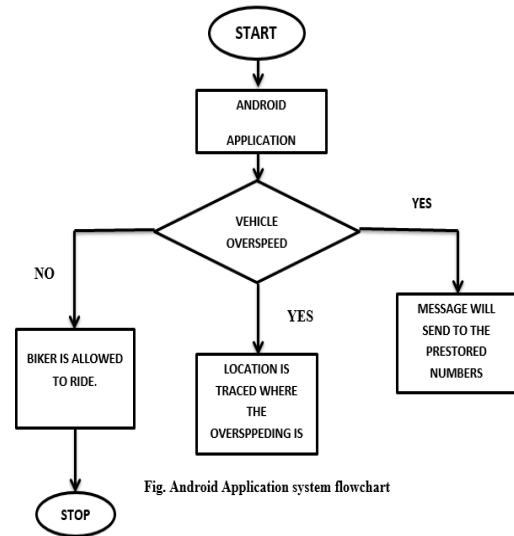 START
ANDROID
APPLICATION
VEHICLE
OVERSPEED
YES
NO
YES
MESSAGE WILL
SEND TO THE
PRESTORED
NUMBERS
BIKER IS ALLOWED
TO RIDE.
LOCATION IS
TRACED WHERE
THE
OVERSPPEDING IS
Fig. Android Application system flowchart
STOP